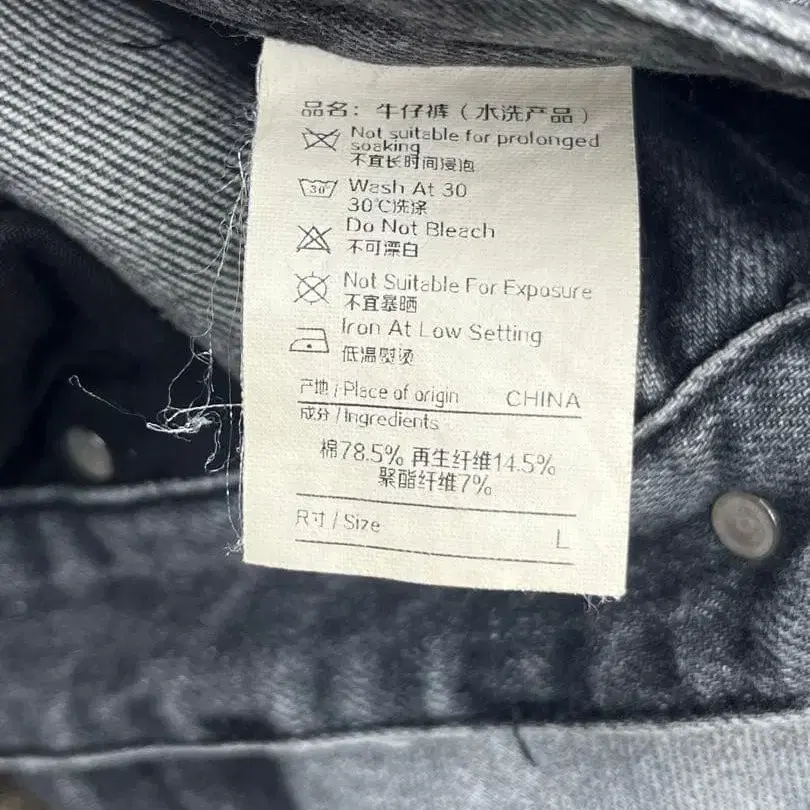 品名：牛仔裤（水洗产品）
Not suitable for prolonged
soaking
不宜长时间浸泡
30° Wash At 30
30℃洗涤
Do Not Bleach
不可漂白
Not Suitable For Exposure
不宜暴晒
Iron At Low Setting
低温熨烫
产地 / Place of origin CHINA
成分 / Ingredients
棉78.5% 再生纤维14.5%
聚酯纤维7%
尺寸 / Size L